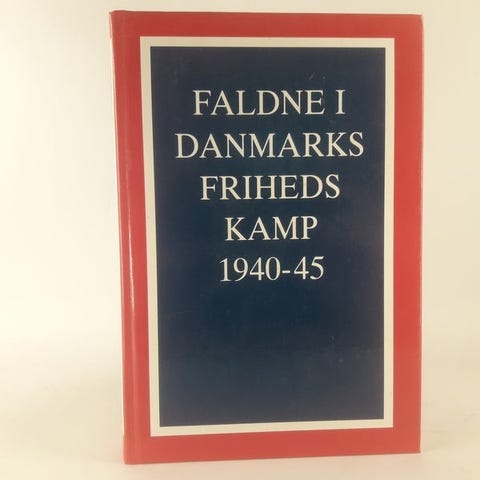 FALDNE I
DANMARKS
FRIHEDS
KAMP
1940-45